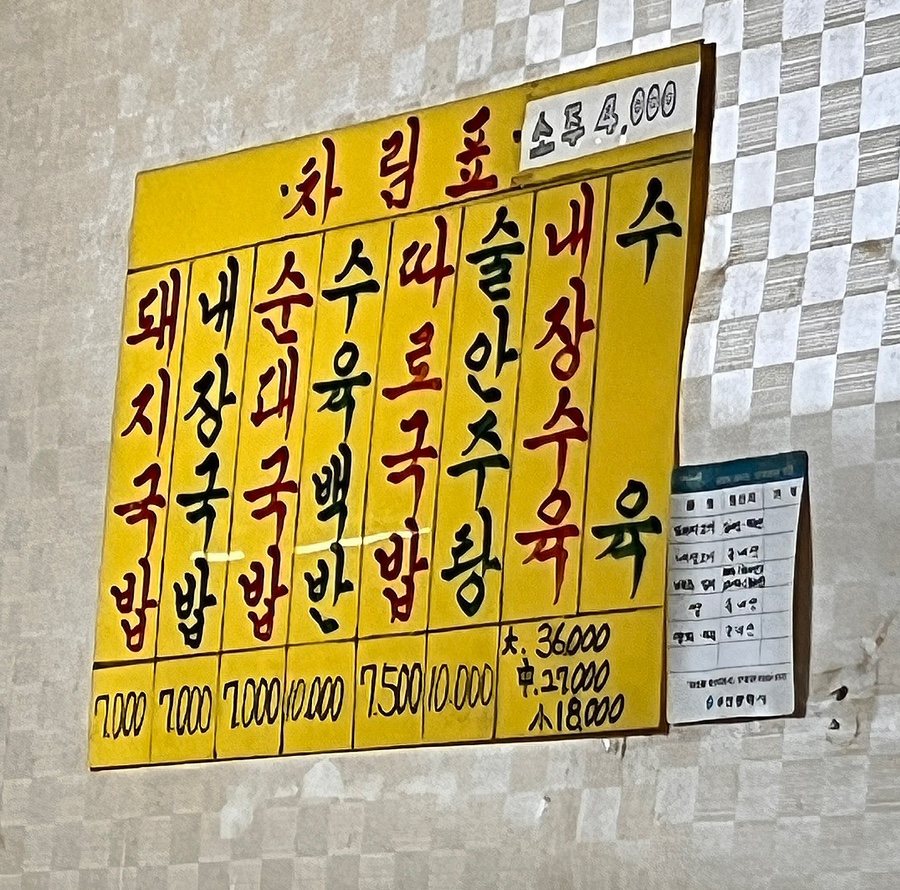 차림표
소주 4,000
돼지국밥
7.000
내장국밥
7.000
순대국밥
7.000
수육백반
10.000
따로국밥
7.500
술안주탕
10.000
내장수육
수육
大. 36.000
中. 27.000
小 18.000